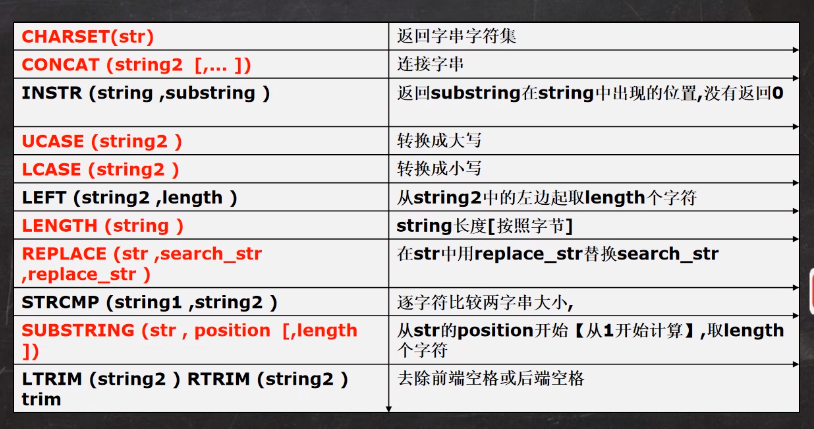 CHARSET(str)
返回字串字符集
CONCAT (string2 [,... ])
连接字串
INSTR (string ,substring )
返回substring在string中出现的位置,没有返回0
UCASE (string2 )
转换成大写
LCASE (string2 )
转换成小写
LEFT (string2 ,length )
从string2中的左边起取length个字符
LENGTH (string )
string长度[按照字节]
REPLACE (str ,search_str
,replace_str )
在str中用replace_str替换search_str
STRCMP (string1 ,string2 )
逐字符比较两字串大小,
SUBSTRING (str , position [,length
])
从str的position开始【从1开始计算】,取length
个字符
LTRIM (string2 ) RTRIM (string2 )
trim
去除前端空格或后端空格